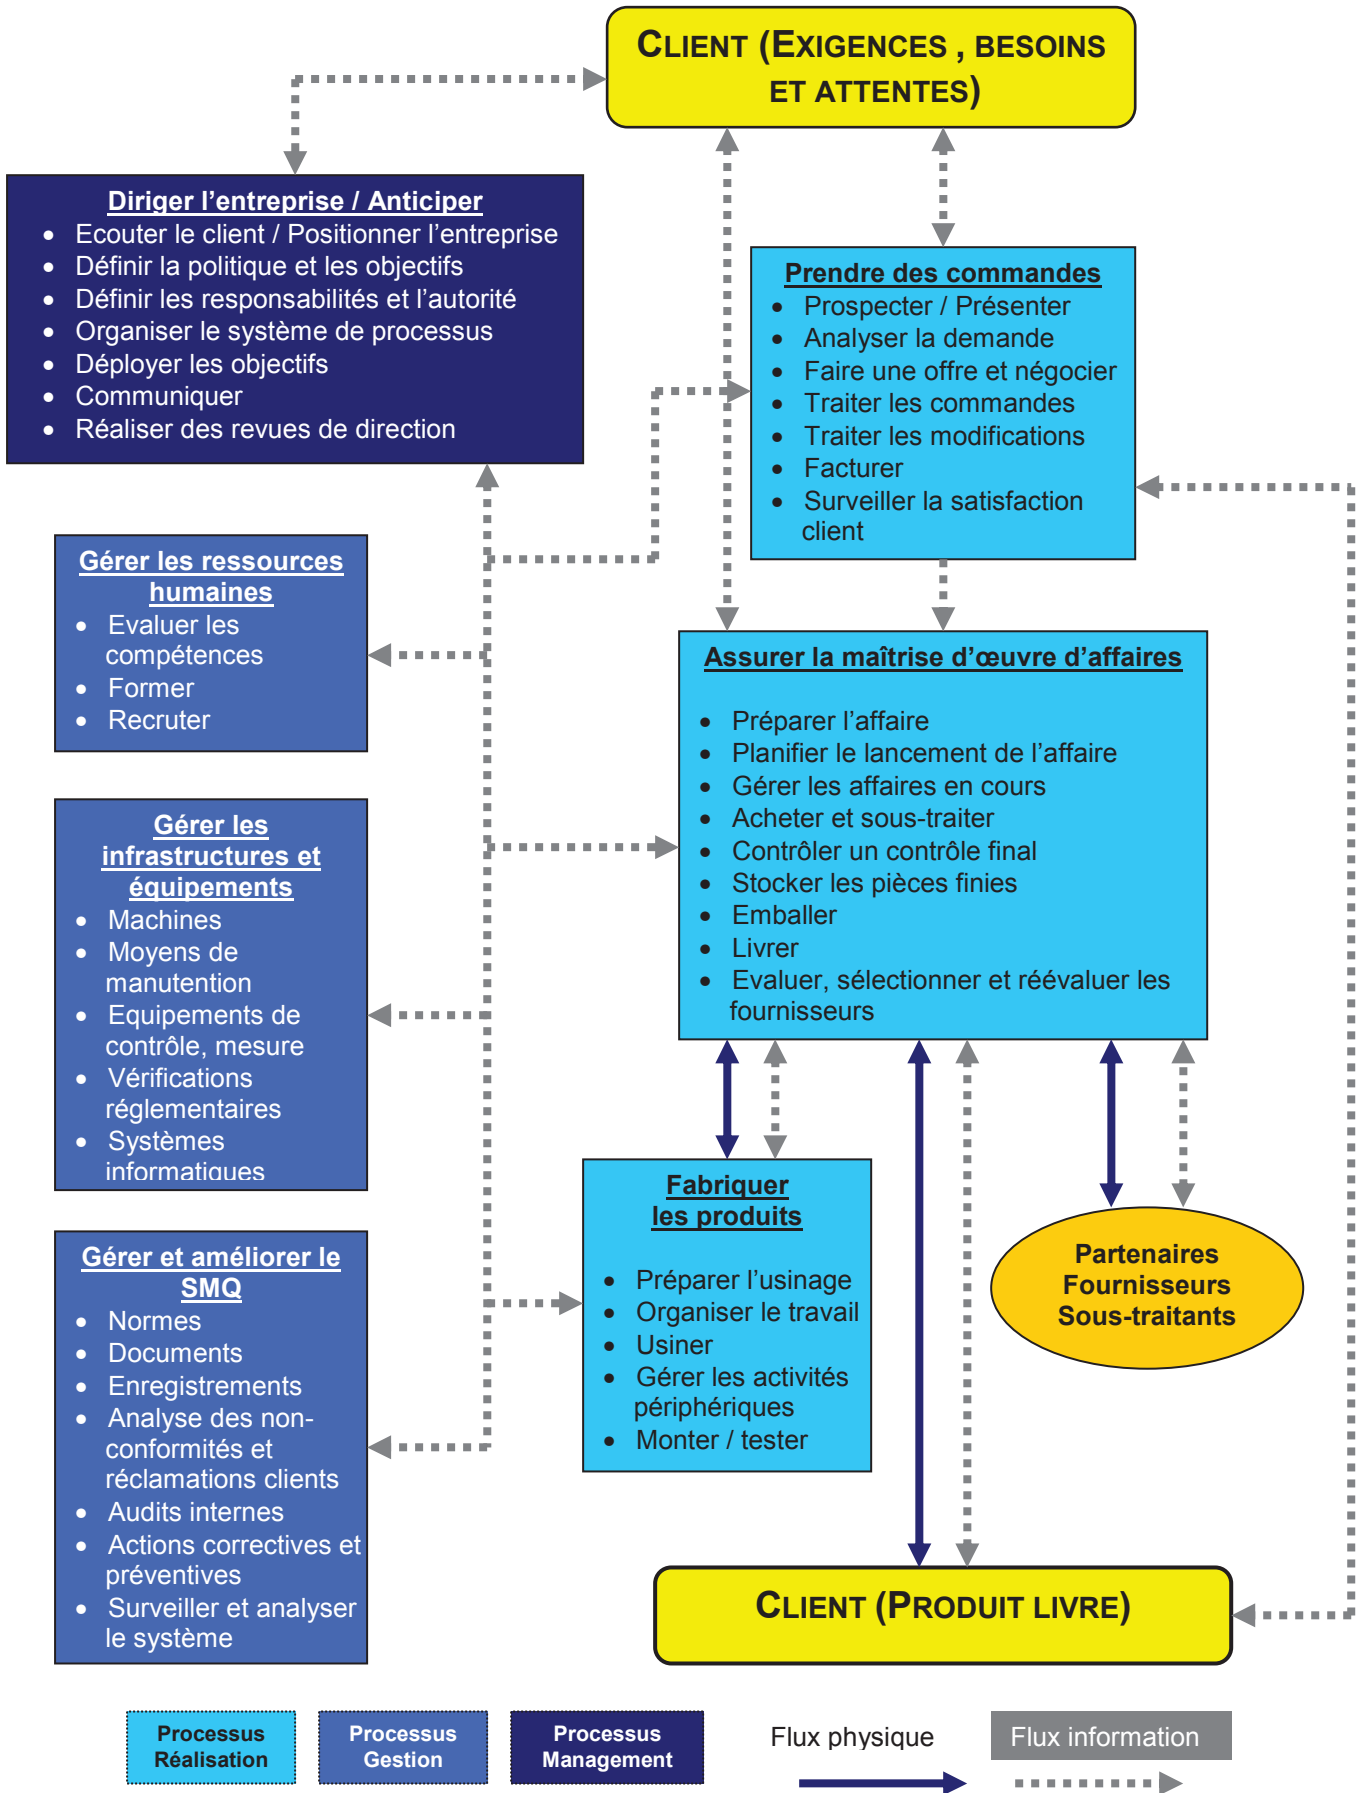 CLIENT (EXIGENCES , BESOINS
ET ATTENTES)
Diriger l’entreprise / Anticiper
• Ecouter le client / Positionner l’entreprise
• Définir la politique et les objectifs
• Définir les responsabilités et l’autorité
• Organiser le système de processus
• Déployer les objectifs
• Communiquer
• Réaliser des revues de direction
Prendre des commandes
• Prospecter / Présenter
• Analyser la demande
• Faire une offre et négocier
• Traiter les commandes
• Traiter les modifications
• Facturer
• Surveiller la satisfaction
client
Gérer les ressources
humaines
• Evaluer les
compétences
• Former
• Recruter
Assurer la maîtrise d’œuvre d’affaires
• Préparer l’affaire
• Planifier le lancement de l’affaire
• Gérer les affaires en cours
• Acheter et sous-traiter
• Contrôler un contrôle final
• Stocker les pièces finies
• Emballer
• Livrer
• Evaluer, sélectionner et réévaluer les
fournisseurs
Gérer les
infrastructures et
équipements
• Machines
• Moyens de
manutention
• Equipements de
contrôle, mesure
• Vérifications
réglementaires
• Systèmes
informatiques
Fabriquer
les produits
• Préparer l’usinage
• Organiser le travail
• Usiner
• Gérer les activités
périphériques
• Monter / tester
Partenaires
Fournisseurs
Sous-traitants
Gérer et améliorer le
SMQ
• Normes
• Documents
• Enregistrements
• Analyse des non-
conformités et
réclamations clients
• Audits internes
• Actions correctives et
préventives
• Surveiller et analyser
le système
CLIENT (PRODUIT LIVRE)
Processus
Réalisation
Processus
Gestion
Processus
Management
Flux physique
Flux information